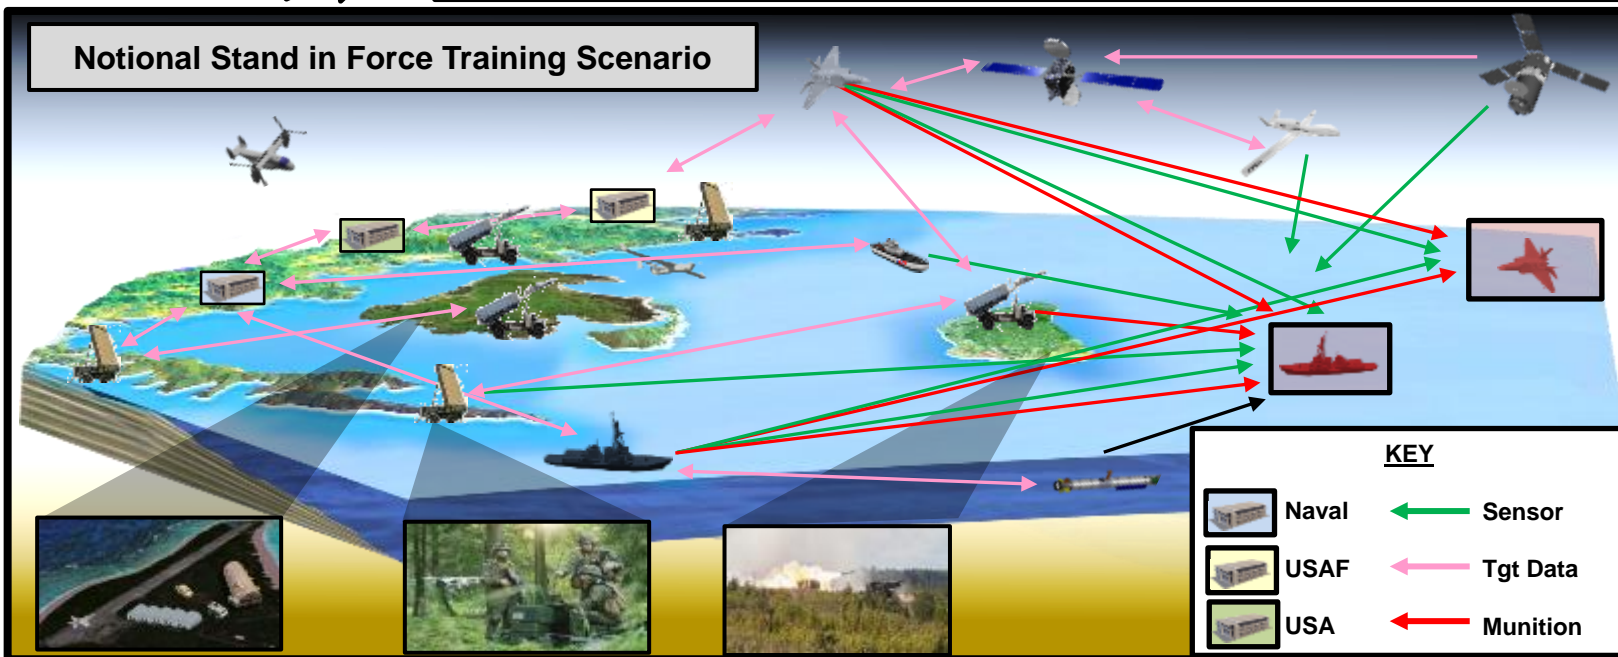 Notional Stand in Force Training Scenario
KEY
Naval
Sensor
USAF
Tgt Data
USA
Munition